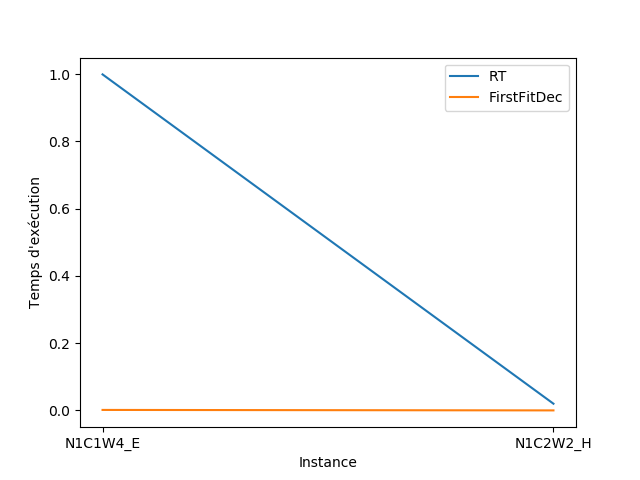 RT
FirstFitDec
1.0
0.8
0.6
0.4
0.2
0.0
Temps d'exécution
N1C1W4_E
N1C2W2_H
Instance